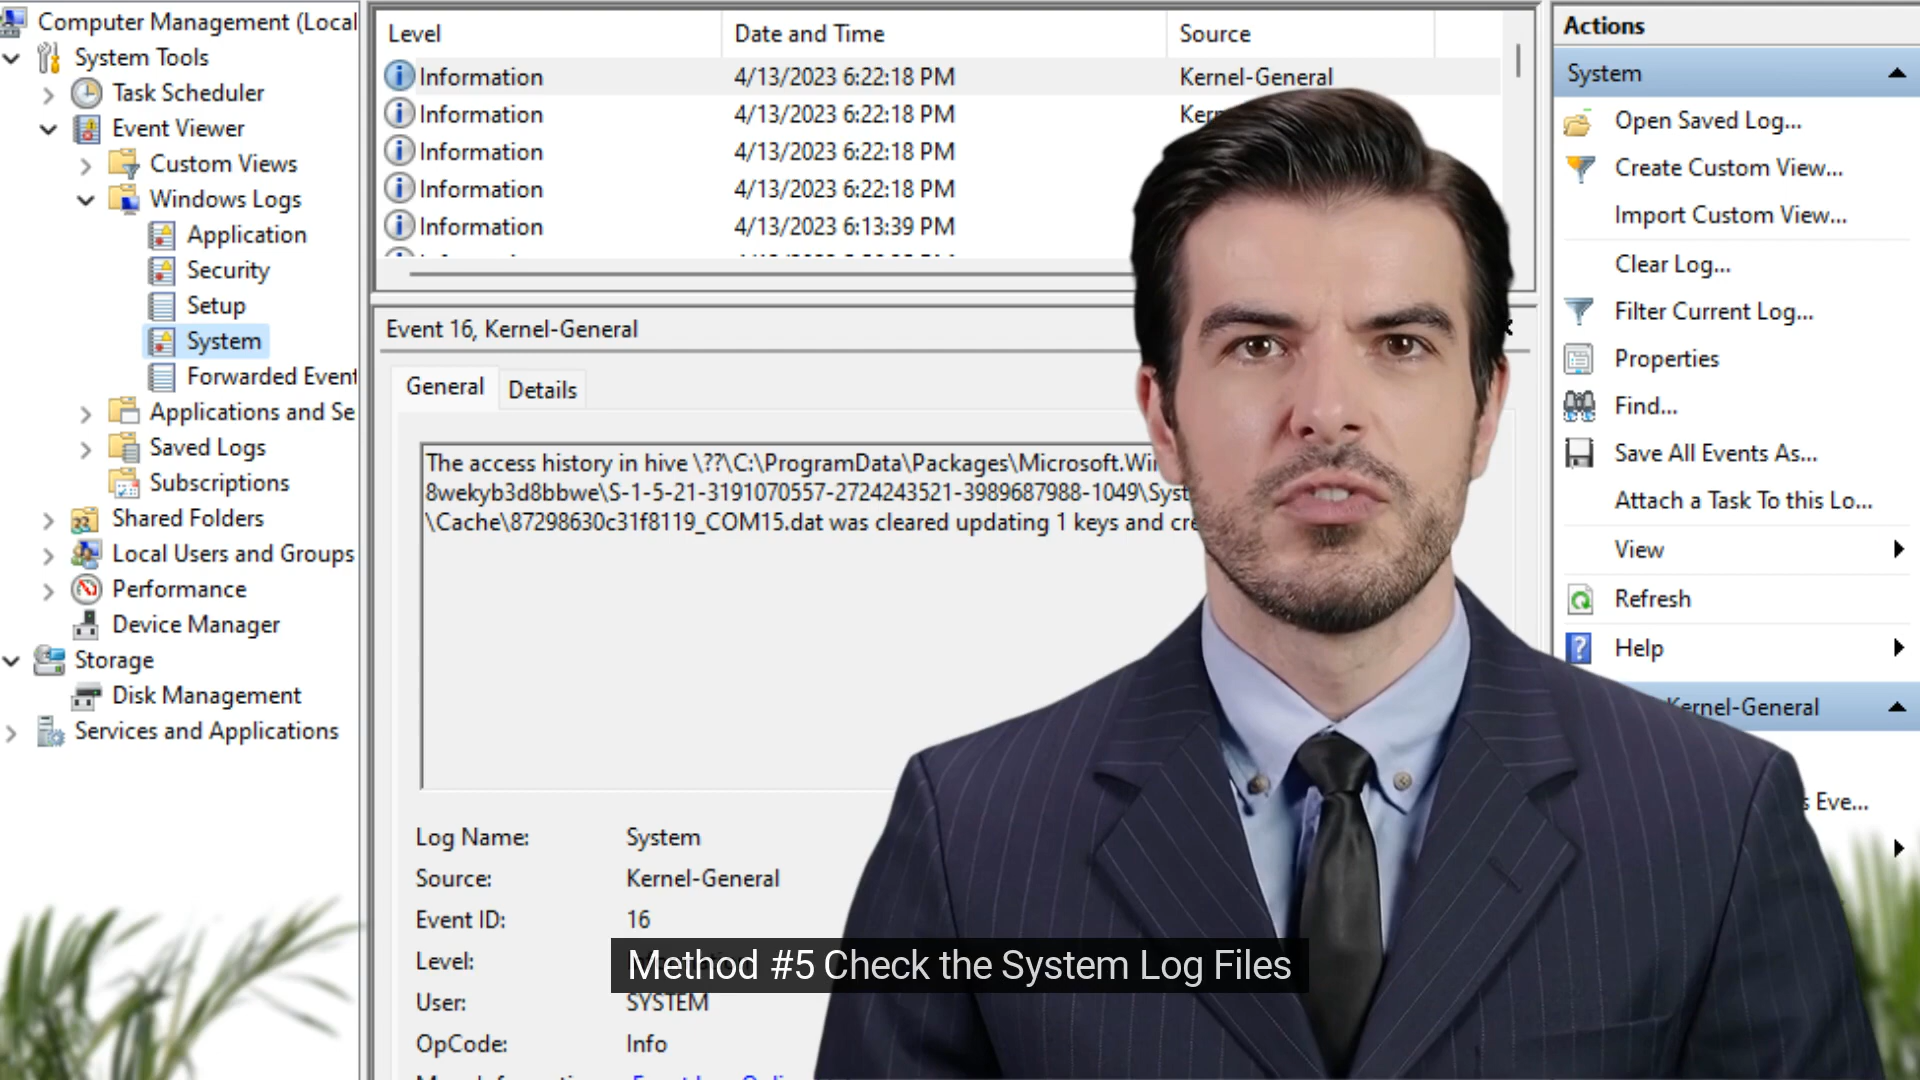 Computer Management (Local
System Tools
Task Scheduler
Event Viewer
Custom Views
Windows Logs
Application
Security
Setup
System
Forwarded Event
Applications and Se
Saved Logs
Subscriptions
Shared Folders
Local Users and Groups
Performance
Device Manager
Storage
Disk Management
Services and Applications
Level Date and Time Source
Information 4/13/2023 6:22:18 PM Kernel-General
Information 4/13/2023 6:22:18 PM
Information 4/13/2023 6:22:18 PM
Information 4/13/2023 6:22:18 PM
Information 4/13/2023 6:13:39 PM
Event 16, Kernel-General
General Details
The access history in hive \??\C:\ProgramData\Packages\Microsoft.Win
8wekyb3d8bbwe\S-1-5-21-3191070557-2724243521-3989687988-1049\Syst
\Cache\87298630c31f8119_COM15.dat was cleared updating 1 keys and cre
Log Name: System
Source: Kernel-General
Event ID: 16
Level:
User: SYSTEM
OpCode: Info
Method #5 Check the System Log Files
Actions
System
Open Saved Log...
Create Custom View...
Import Custom View...
Clear Log...
Filter Current Log...
Properties
Find...
Save All Events As...
Attach a Task To this Lo...
View
Refresh
Help
Kernel-General
Eve...